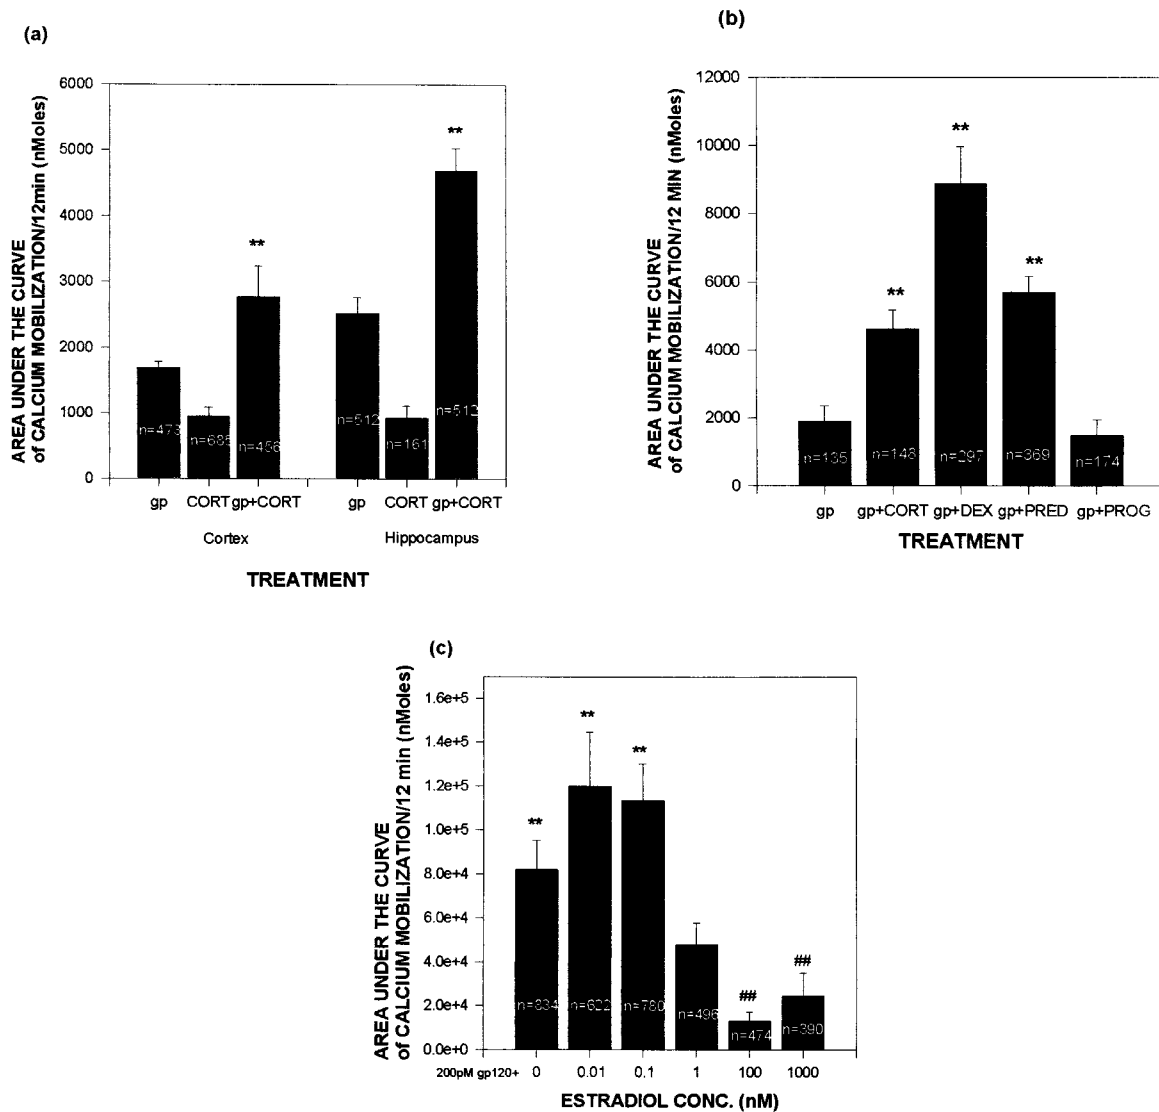 (a)
AREA UNDER THE CURVE
of CALCIUM MOBILIZATION/12min (nMoles)
6000
5000
4000
3000
2000
1000
0
**
**
n=473
n=685
n=456
n=512
n=161
n=512
gp
CORT
gp+CORT
gp
CORT
gp+CORT
Cortex
Hippocampus
TREATMENT
(b)
AREA UNDER THE CURVE
of CALCIUM MOBILIZATION/12 MIN (nMoles)
12000
10000
8000
6000
4000
2000
0
**
**
**
n=135
n=148
n=297
n=369
n=174
gp
gp+CORT
gp+DEX
gp+PRED
gp+PROG
TREATMENT
(c)
AREA UNDER THE CURVE
of CALCIUM MOBILIZATION/12 min (nMoles)
1.6e+5
1.4e+5
1.2e+5
1.0e+5
8.0e+4
6.0e+4
4.0e+4
2.0e+4
0.0e+0
**
**
**
##
##
n=834
n=622
n=780
n=496
n=474
n=390
200pM gp120+
0
0.01
0.1
1
100
1000
ESTRADIOL CONC. (nM)